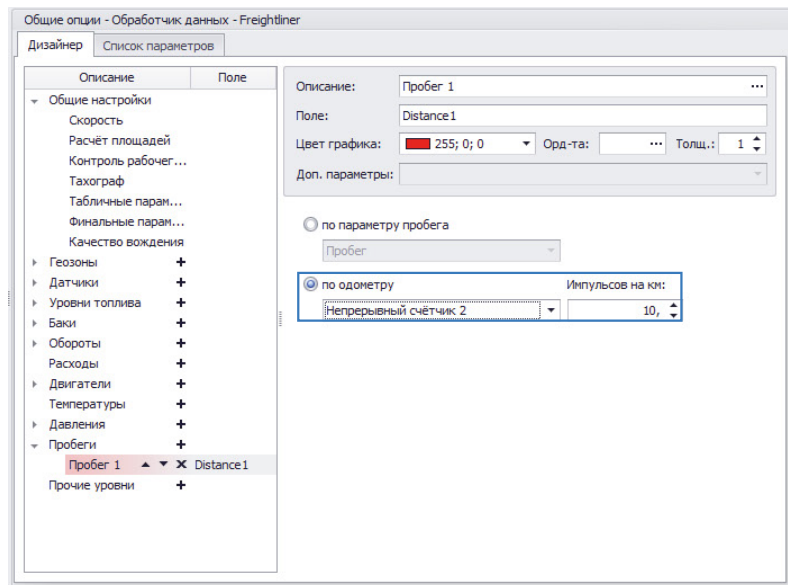 Общие опции - Обработчик данных - Freightliner
Дизайнер Список параметров
Описание Поле
Общие настройки
Скорость
Расчёт площадей
Контроль рабочег...
Тахограф
Табличные парам...
Финальные парам...
Качество вождения
Геозоны +
Датчики +
Уровни топлива +
Баки +
Обороты +
Расходы
Двигатели +
Температуры +
Давления +
Пробеги +
Пробег 1 Distance1
Прочие уровни +
Описание: Пробег 1 ...
Поле: Distance1
Цвет графика: 255; 0; 0 Орд-та: ... Толщ.: 1
Доп. параметры:
по параметру пробега
Пробег
по одометру Импульсов на км:
Непрерывный счётчик 2 10,